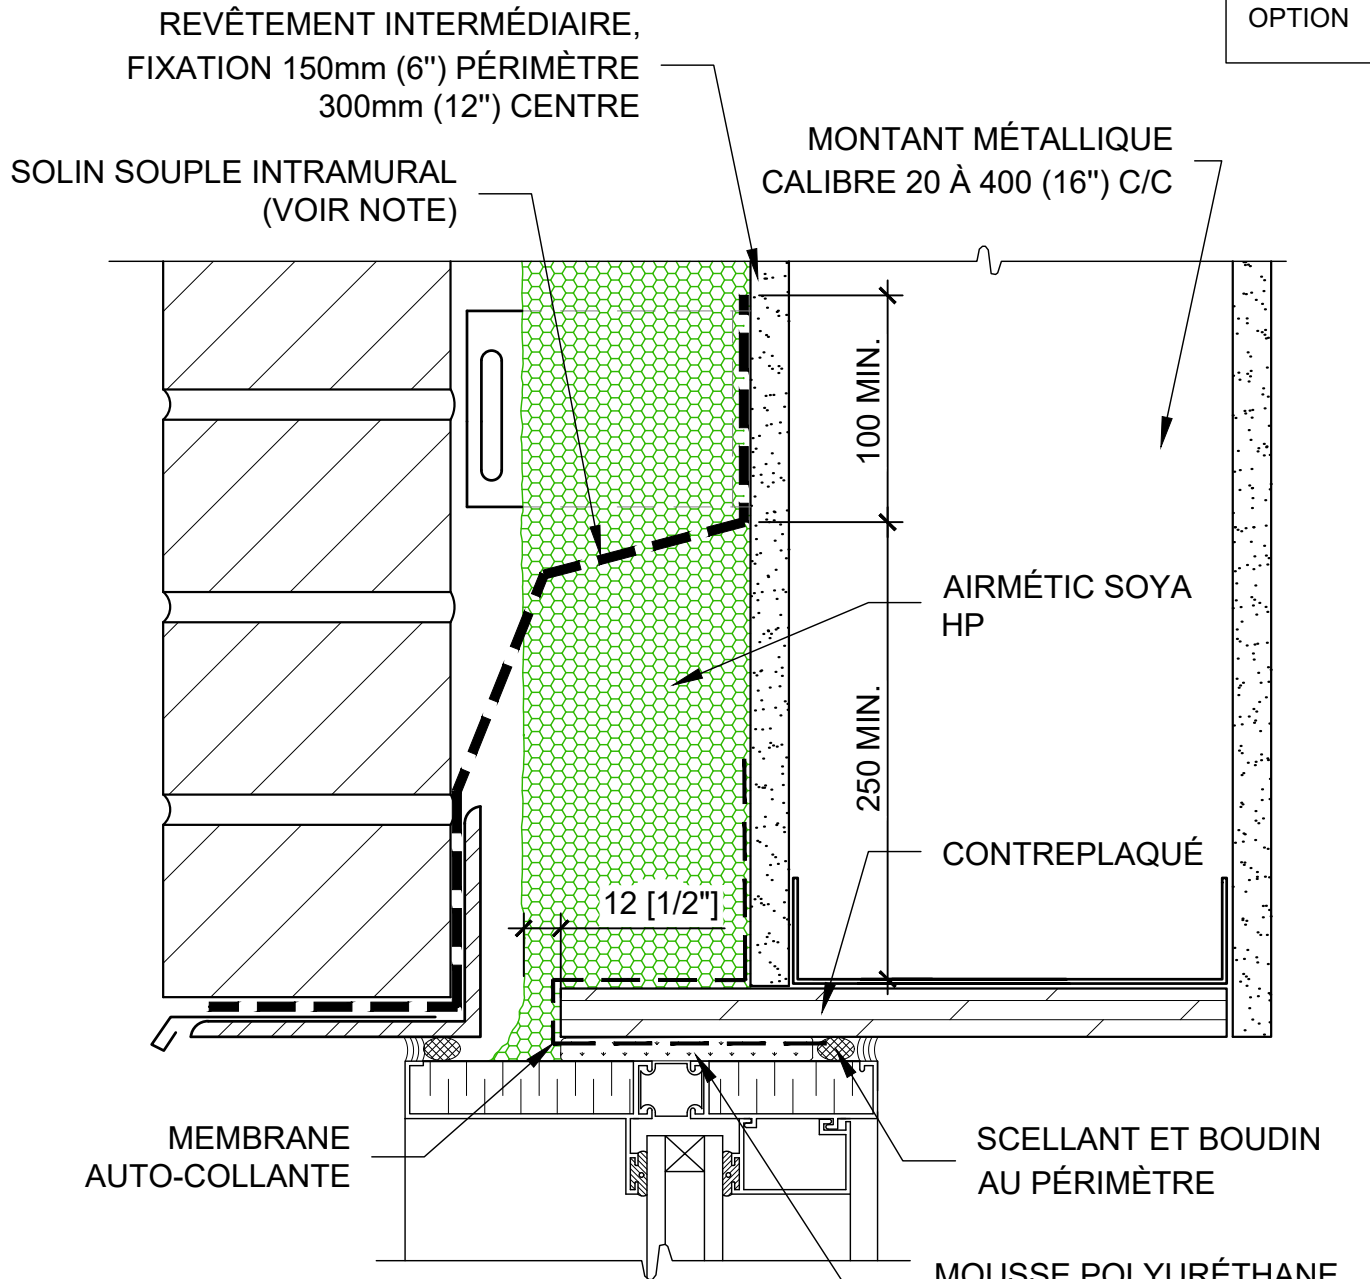 OPTION
REVÊTEMENT INTERMÉDIAIRE,
FIXATION 150mm (6") PÉRIMÈTRE
300mm (12") CENTRE
MONTANT MÉTALLIQUE
CALIBRE 20 À 400 (16") C/C
SOLIN SOUPLE INTRAMURAL
(VOIR NOTE)
100 MIN.
AIRMÉTIC SOYA
HP
250 MIN.
CONTREPLAQUÉ
12 [1/2"]
MEMBRANE
AUTO-COLLANTE
SCELLANT ET BOUDIN
AU PÉRIMÈTRE
MOUSSE POLYURÉTHANE